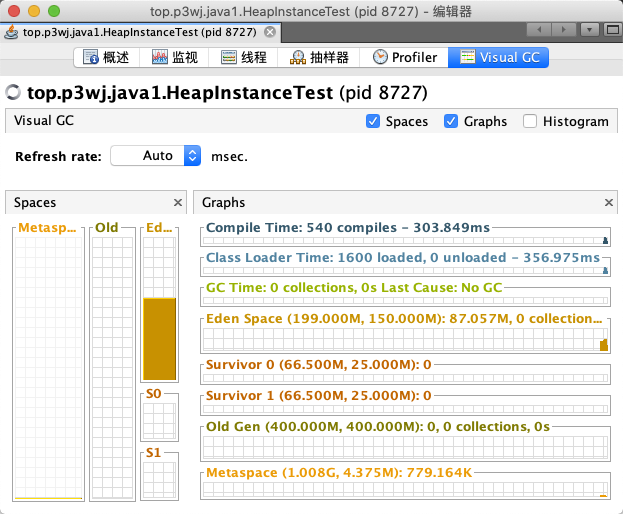 top.p3wj.java1.HeapInstanceTest (pid 8727) - 编辑器
top.p3wj.java1.HeapInstanceTest (pid 8727)
概述 监视 线程 抽样器 Profiler Visual GC
top.p3wj.java1.HeapInstanceTest (pid 8727)
Visual GC Spaces Graphs Histogram
Refresh rate: Auto msec.
Spaces
Metasp... Old Ed...
S0
S1
Graphs
Compile Time: 540 compiles - 303.849ms
Class Loader Time: 1600 loaded, 0 unloaded - 356.975ms
GC Time: 0 collections, 0s Last Cause: No GC
Eden Space (199.000M, 150.000M): 87.057M, 0 collection...
Survivor 0 (66.500M, 25.000M): 0
Survivor 1 (66.500M, 25.000M): 0
Old Gen (400.000M, 400.000M): 0, 0 collections, 0s
Metaspace (1.008G, 4.375M): 779.164K